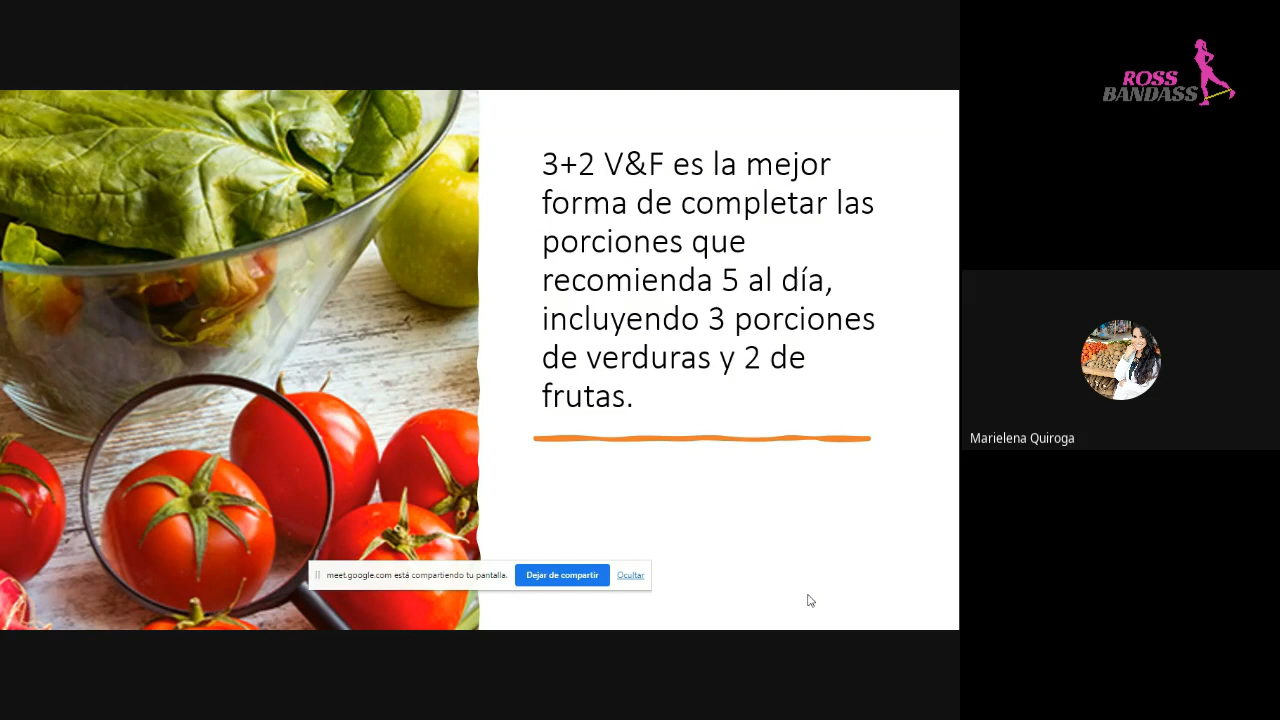 ROSS
BANDASS
3+2 V&F es la mejor
forma de completar las
porciones que
recomienda 5 al día,
incluyendo 3 porciones
de verduras y 2 de
frutas.
meet.google.com está compartiendo tu pantalla.
Dejar de compartir
Ocultar
Marielena Quiroga